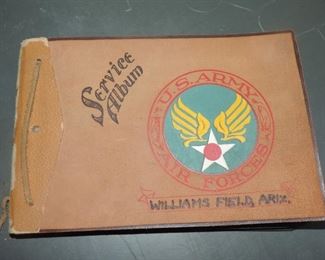 Service
Album
U.S. ARMY
AIR FORCES
WILLIAMS FIELD, ARIZ.